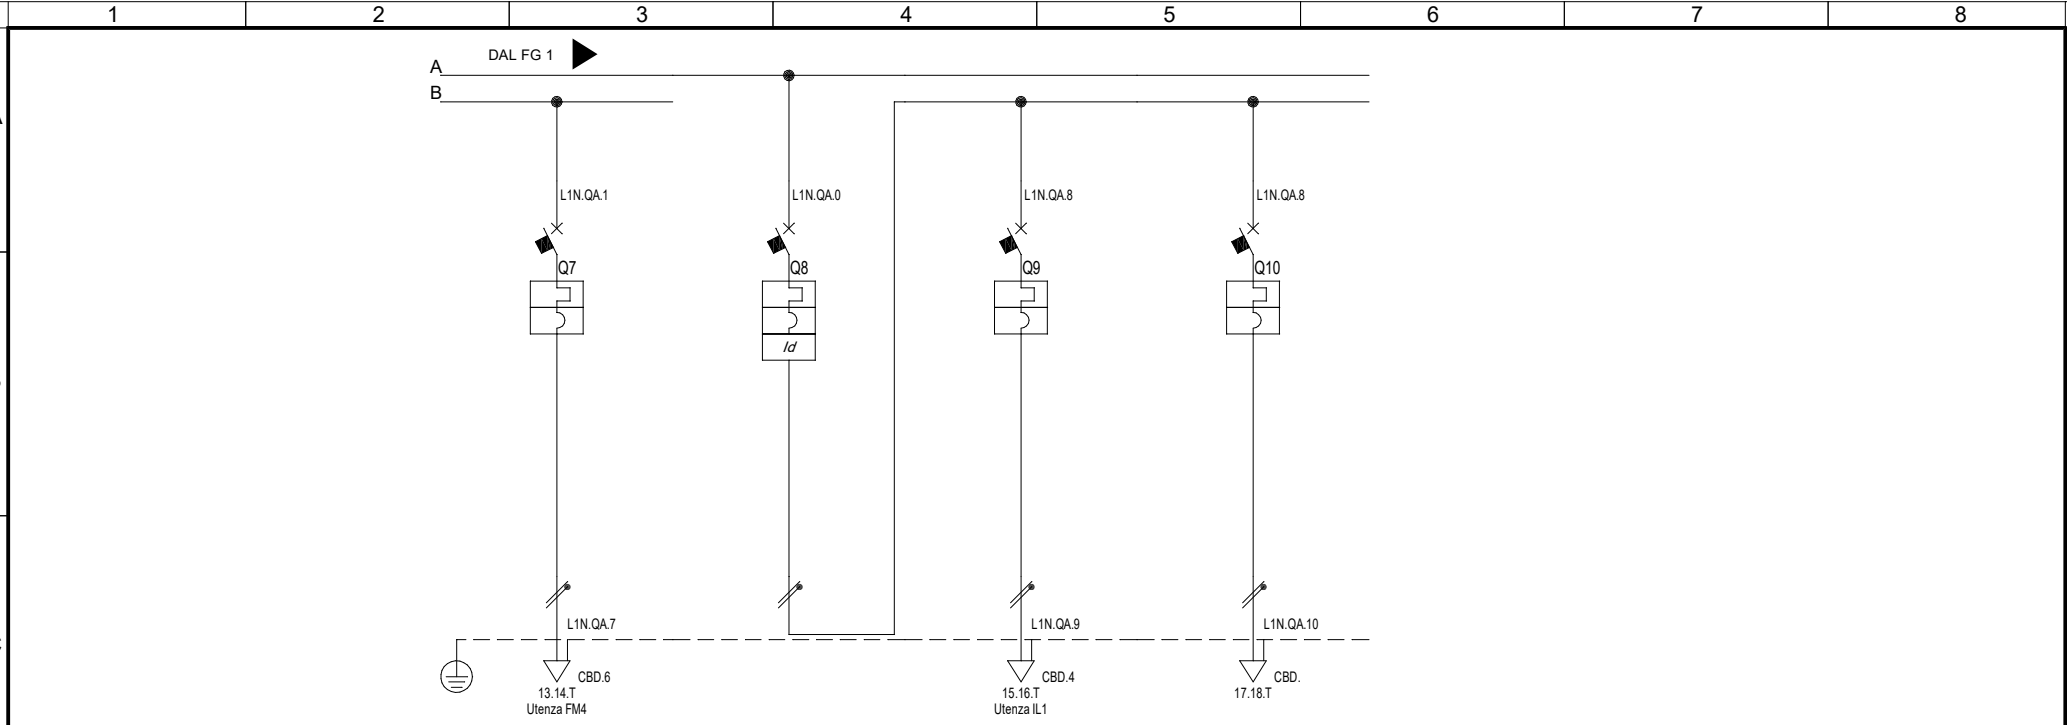 1 2 3 4 5 6 7 8
DAL FG 1
A
B
L1N.QA.1 L1N.QA.0 L1N.QA.8 L1N.QA.8
Q7 Q8 Q9 Q10
Id
L1N.QA.7 L1N.QA.9 L1N.QA.10
CBD.6 CBD.4 CBD.
13.14.T 15.16.T 17.18.T
Utenza FM4 Utenza IL1